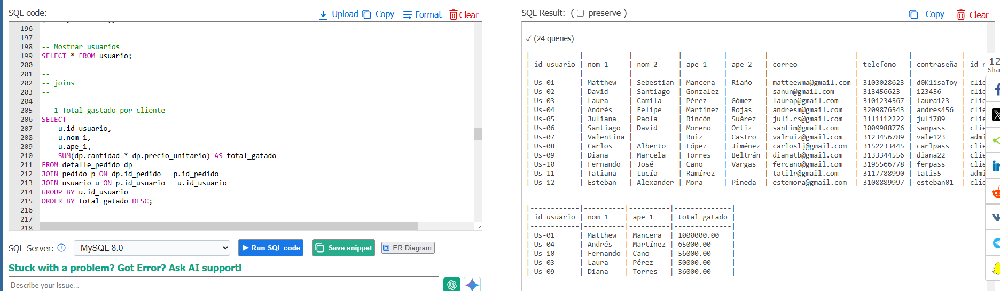 SQL code:
Upload Copy Format Clear
196
197
198 -- Mostrar usuarios
199 SELECT * FROM usuario;
200
201 -- ==================
202 -- joins
203 -- ==================
204
205 -- 1 Total gastado por cliente
206 SELECT
207 u.id_usuario,
208 u.nom_1,
209 u.ape_1,
210 SUM(dp.cantidad * dp.precio_unitario) AS total_gatado
211 FROM detalle_pedido dp
212 JOIN pedido p ON dp.id_pedido = p.id_pedido
213 JOIN usuario u ON p.id_usuario = u.id_usuario
214 GROUP BY u.id_usuario
215 ORDER BY total_gatado DESC;
216
217
218
SQL Server: MySQL 8.0 Run SQL code Save snippet ER Diagram
Stuck with a problem? Got Error? Ask AI support!
Describe your issue...
SQL Result: ( preserve )
Copy Clear
✓ (24 queries)
|------------|-----------|-----------|----------|---------|---------------------|------------|------------|-----
| id_usuario | nom_1 | nom_2 | ape_1 | ape_2 | correo | telefono | contraseña | id_r
|------------|-----------|-----------|----------|---------|---------------------|------------|------------|-----
| Us-01 | Matthew | Sebestian | Mancera | Riaño | matteewma@gmail.com | 3103028623 | d0K1isaToy | clie
| Us-02 | David | Santiago | Gonzalez | | sanun@gmail.com | 313456623 | 123456 | clie
| Us-03 | Laura | Camila | Pérez | Gómez | laurap@gmail.com | 3101234567 | laura123 | clie
| Us-04 | Andrés | Felipe | Martínez | Rojas | andresm@gmail.com | 3209876543 | andres456 | clie
| Us-05 | Juliana | Paola | Rincón | Suárez | juli.rs@gmail.com | 3111112222 | juli789 | clie
| Us-06 | Santiago | David | Moreno | Ortiz | santim@gmail.com | 3009988776 | sanpass | clie
| Us-07 | Valentina | | Ruiz | Castro | valruiz@gmail.com | 3123456789 | vale123 | admi
| Us-08 | Carlos | Alberto | López | Jiménez | carloslj@gmail.com | 3152233445 | carlpass | clie
| Us-09 | Diana | Marcela | Torres | Beltrán | dianatb@gmail.com | 3133344556 | diana22 | clie
| Us-10 | Fernando | José | Cano | Vargas | fercano@gmail.com | 3195566778 | ferpass | clie
| Us-11 | Tatiana | Lucía | Ramírez | | tatilr@gmail.com | 3117788990 | tati55 | admi
| Us-12 | Esteban | Alexander | Mora | Pineda | estemora@gmail.com | 3108889997 | esteban01 | clie
|------------|----------|----------|--------------|
| id_usuario | nom_1 | ape_1 | total_gatado |
|------------|----------|----------|--------------|
| Us-01 | Matthew | Mancera | 1000000.00 |
| Us-04 | Andrés | Martínez | 65000.00 |
| Us-10 | Fernando | Cano | 56000.00 |
| Us-03 | Laura | Pérez | 50000.00 |
| Us-09 | Diana | Torres | 36000.00 |
12
Shar